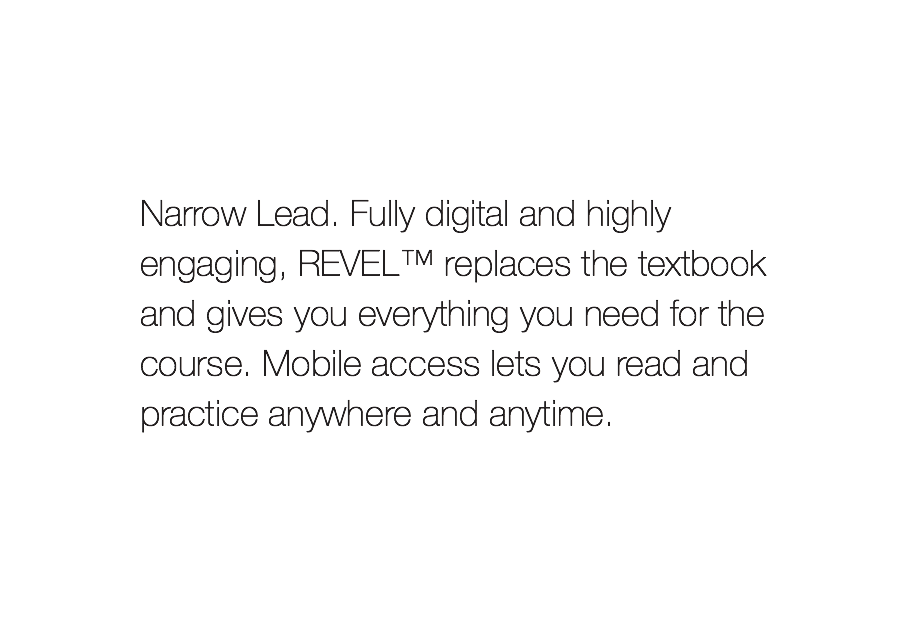 Narrow Lead. Fully digital and highly
engaging, REVEL™ replaces the textbook
and gives you everything you need for the
course. Mobile access lets you read and
practice anywhere and anytime.